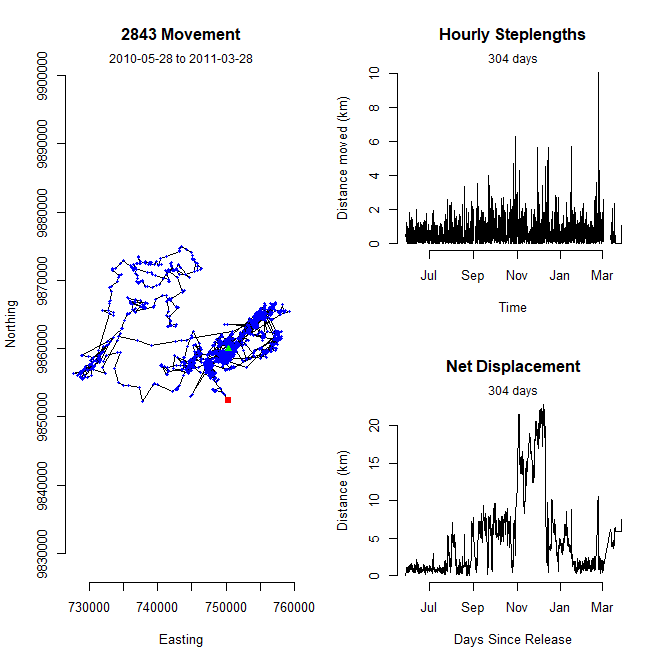 2843 Movement
2010-05-28 to 2011-03-28
9900000
9890000
9880000
9870000
9860000
9850000
9840000
9830000
Northing
730000 740000 750000 760000
Easting
Hourly Steplengths
304 days
10
8
6
4
2
0
Distance moved (km)
Jul Sep Nov Jan Mar
Time
Net Displacement
304 days
20
15
10
5
0
Distance (km)
Jul Sep Nov Jan Mar
Days Since Release